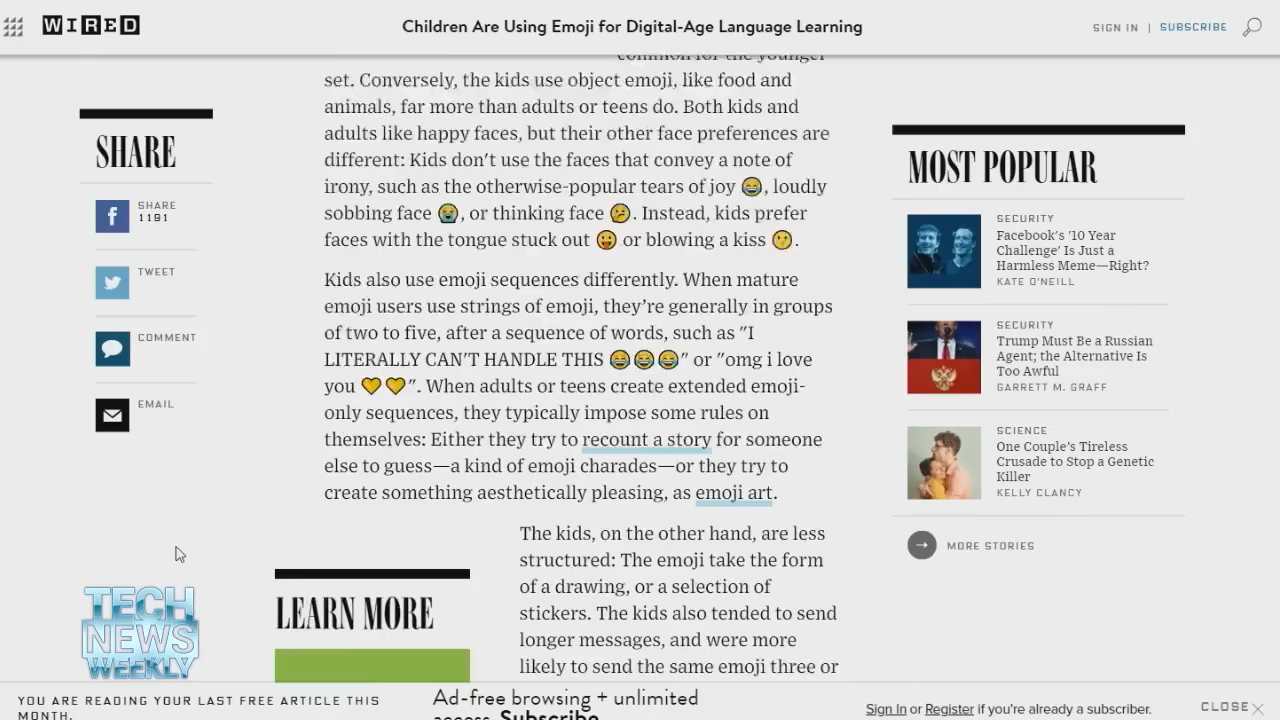 WIRED
Children Are Using Emoji for Digital-Age Language Learning
SIGN IN | SUBSCRIBE
SHARE
SHARE
1191
TWEET
COMMENT
EMAIL
common for the younger
set. Conversely, the kids use object emoji, like food and
animals, far more than adults or teens do. Both kids and
adults like happy faces, but their other face preferences are
different: Kids don't use the faces that convey a note of
irony, such as the otherwise-popular tears of joy 😂, loudly
sobbing face 😭, or thinking face 🤔. Instead, kids prefer
faces with the tongue stuck out 😛 or blowing a kiss 😗.
Kids also use emoji sequences differently. When mature
emoji users use strings of emoji, they're generally in groups
of two to five, after a sequence of words, such as "I
LITERALLY CAN'T HANDLE THIS 😂😂😂" or "omg i love
you 💛💛". When adults or teens create extended emoji-
only sequences, they typically impose some rules on
themselves: Either they try to recount a story for someone
else to guess—a kind of emoji charades—or they try to
create something aesthetically pleasing, as emoji art.
The kids, on the other hand, are less
structured: The emoji take the form
of a drawing, or a selection of
stickers. The kids also tended to send
longer messages, and were more
likely to send the same emoji three or
LEARN MORE
MOST POPULAR
SECURITY
Facebook's '10 Year
Challenge' Is Just a
Harmless Meme—Right?
KATE O'NEILL
SECURITY
Trump Must Be a Russian
Agent; the Alternative Is
Too Awful
GARRETT M. GRAFF
SCIENCE
One Couple's Tireless
Crusade to Stop a Genetic
Killer
KELLY CLANCY
MORE STORIES
TECH
NEWS
WEEKLY
YOU ARE READING YOUR LAST FREE ARTICLE THIS
MONTH.
Ad-free browsing + unlimited
access. Subscribe
Sign In or Register if you're already a subscriber.
CLOSE